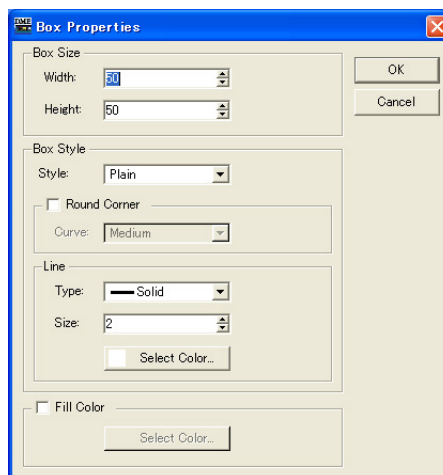 DME Box Properties
Box Size
Width: 50
OK
Height: 50
Cancel
Box Style
Style: Plain
Round Corner
Curve: Medium
Line
Type: Solid
Size: 2
Select Color...
Fill Color
Select Color...